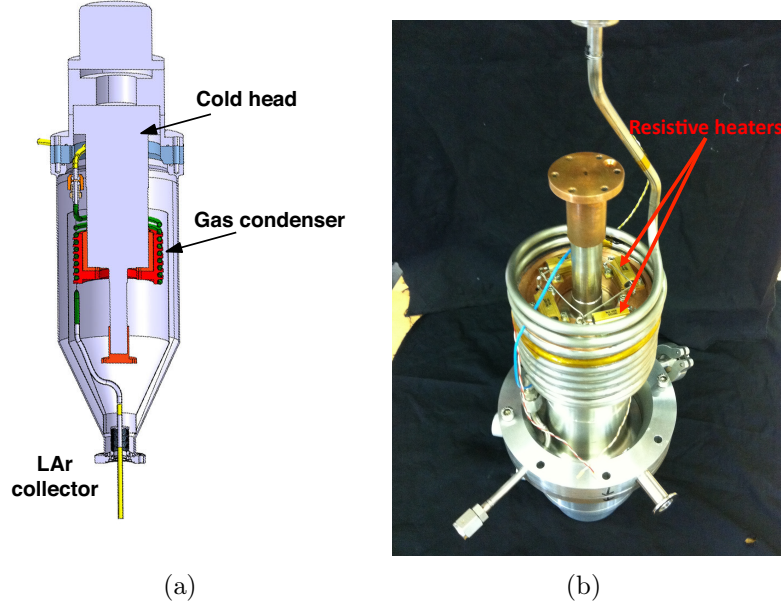 Cold head
Gas condenser
LAr
collector
Resistive heaters
(a)
(b)